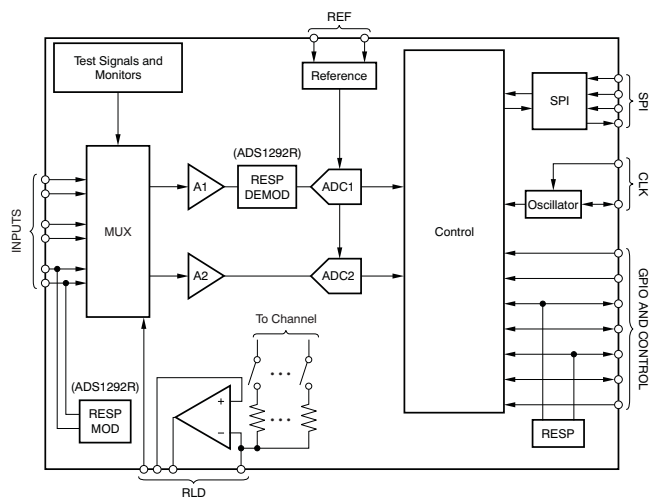 REF
Test Signals and
Monitors
Reference
SPI
SPI
(ADS1292R)
A1
RESP
DEMOD
ADC1
CLK
Oscillator
INPUTS
MUX
Control
A2
ADC2
GPIO AND CONTROL
To Channel
(ADS1292R)
RESP
MOD
+
−
RESP
RLD